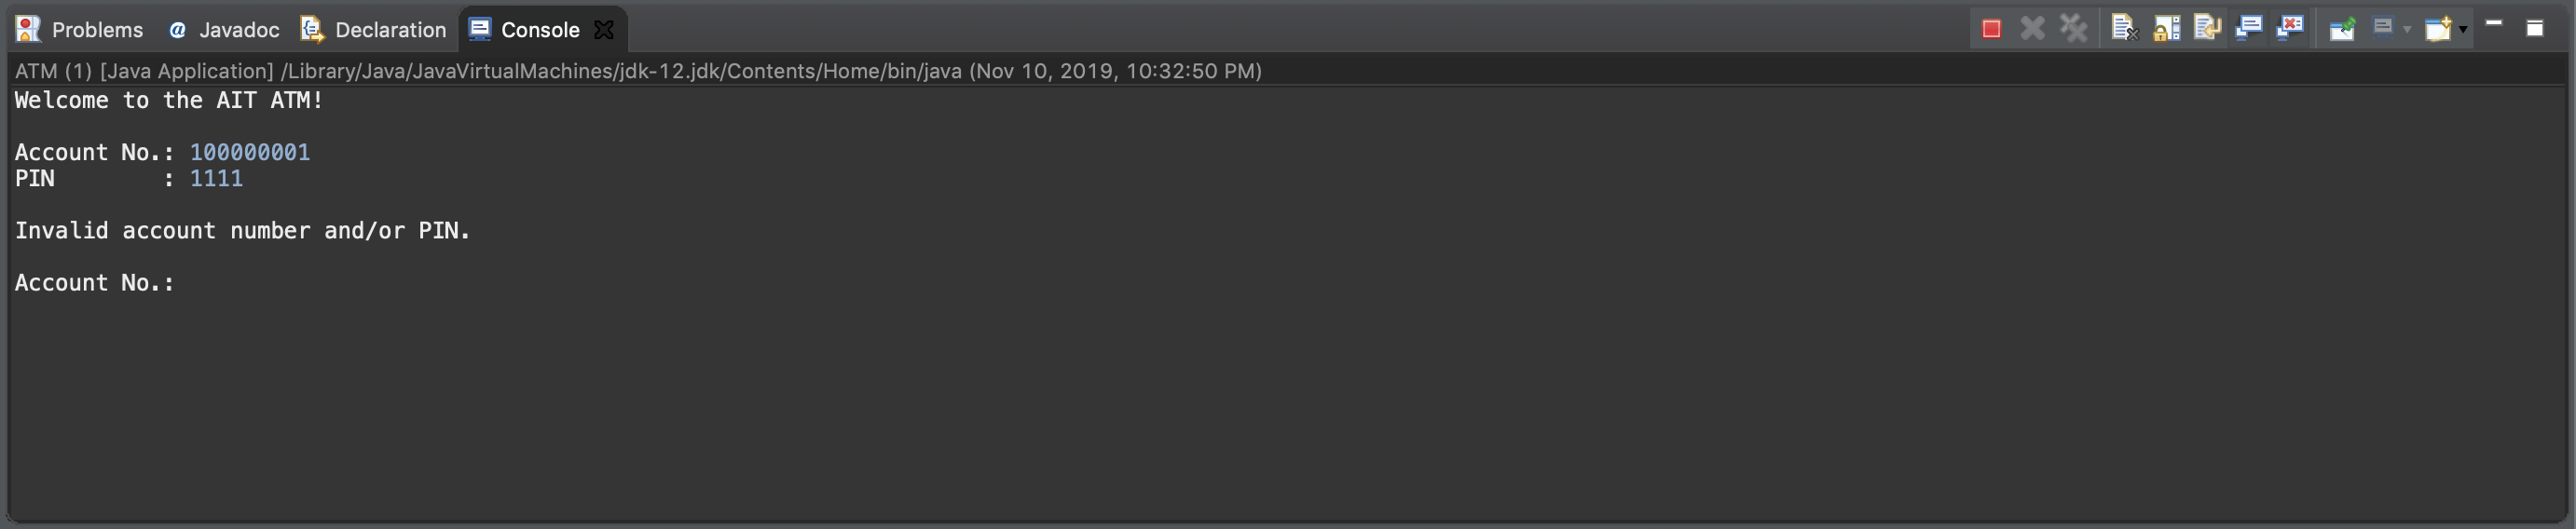 Problems @ Javadoc Declaration Console
ATM (1) [Java Application] /Library/Java/JavaVirtualMachines/jdk-12.jdk/Contents/Home/bin/java (Nov 10, 2019, 10:32:50 PM)
Welcome to the AIT ATM!
Account No.: 100000001
PIN        : 1111
Invalid account number and/or PIN.
Account No.: